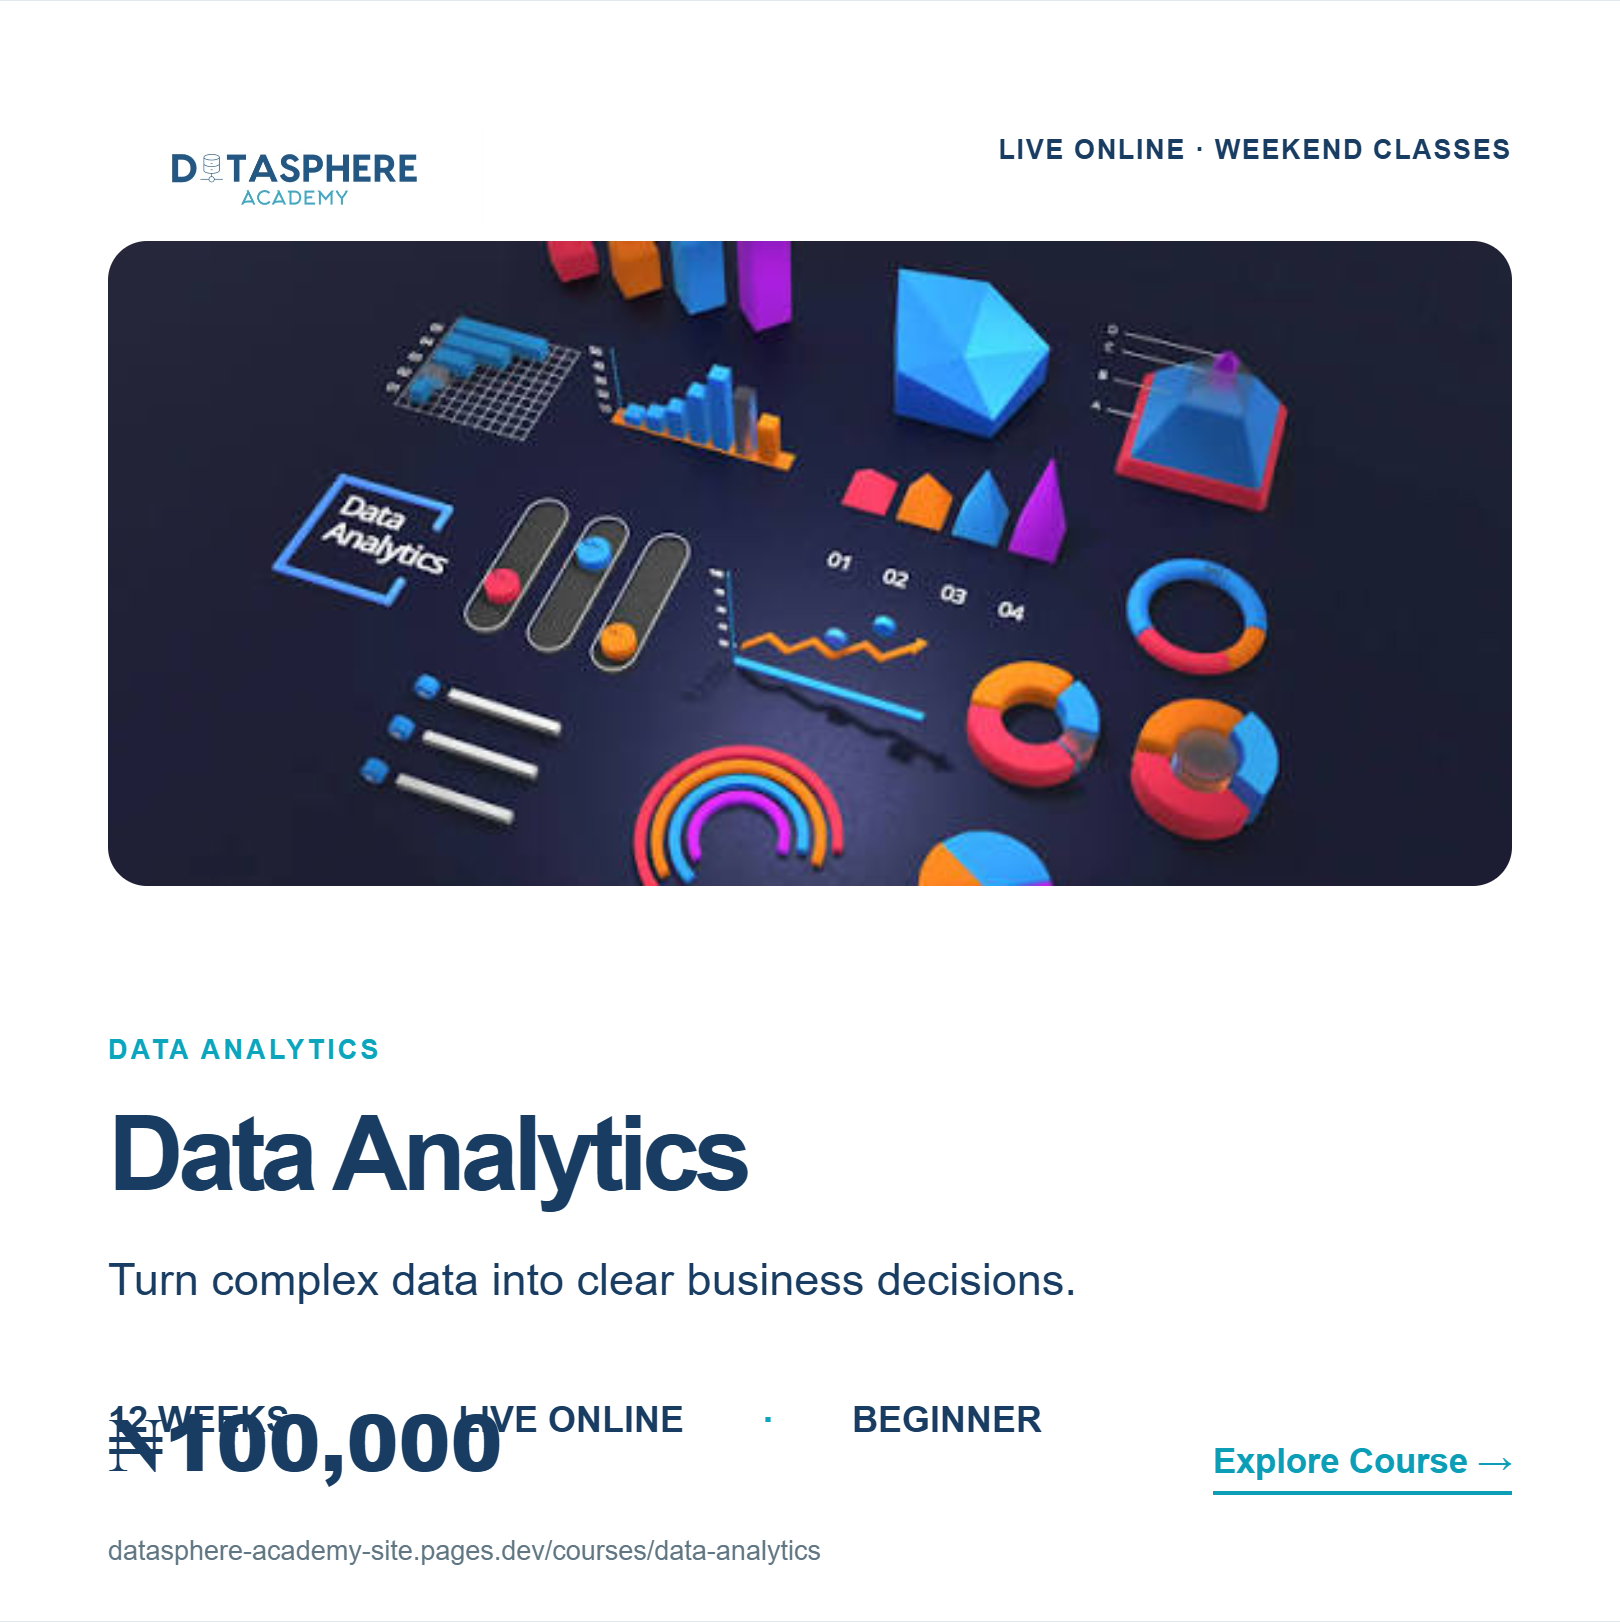 DATASPHERE
ACADEMY
LIVE ONLINE · WEEKEND CLASSES
D
C
B
A
Data
Analytics
01 02 03 04
DATA ANALYTICS
Data Analytics
Turn complex data into clear business decisions.
12 WEEKS LIVE ONLINE · BEGINNER
₦100,000
Explore Course →
datasphere-academy-site.pages.dev/courses/data-analytics